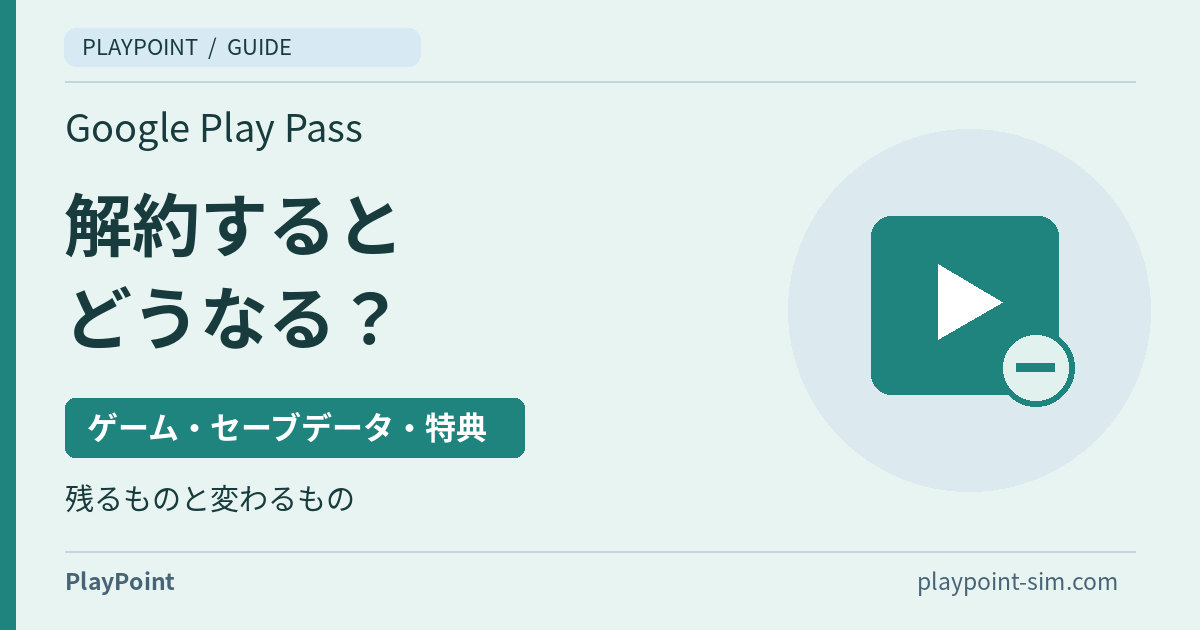 PLAYPOINT / GUIDE
Google Play Pass
解約すると
どうなる？
ゲーム・セーブデータ・特典
残るものと変わるもの
PlayPoint
playpoint-sim.com